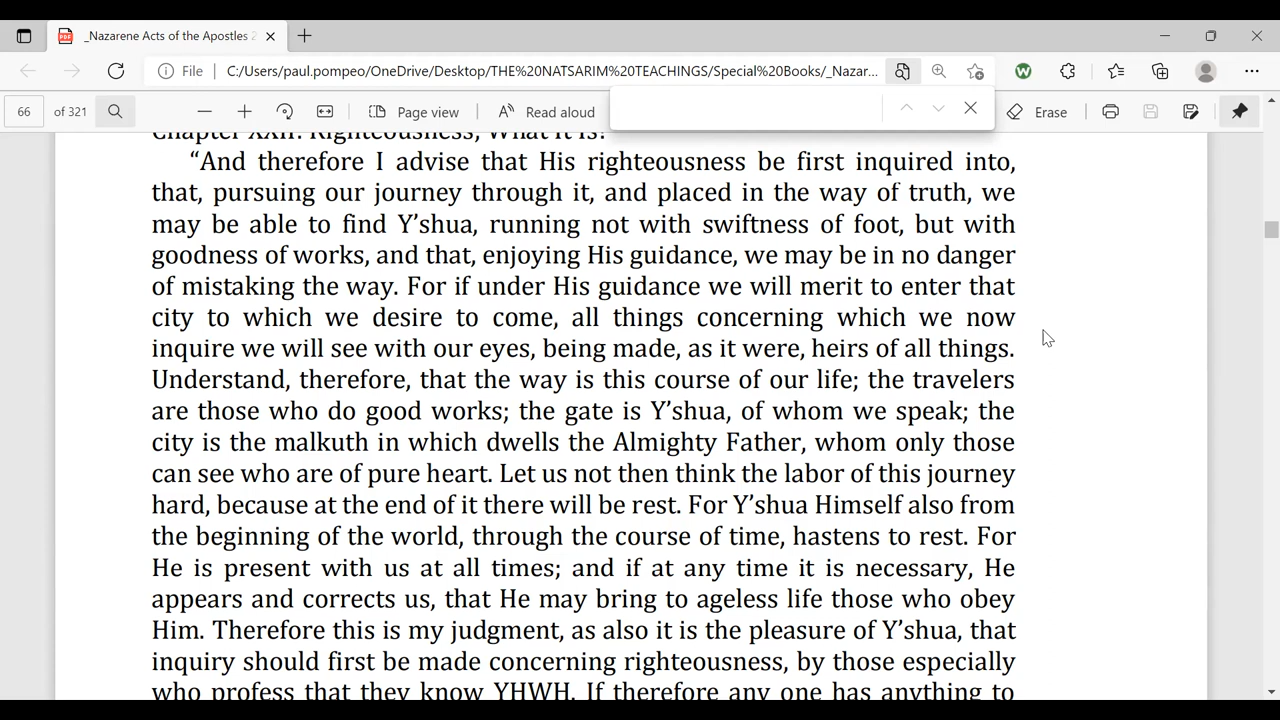 _Nazarene Acts of the Apostles 2
File
C:/Users/paul.pompeo/OneDrive/Desktop/THE%20NATSARIM%20TEACHINGS/Special%20Books/_Nazar...
66 of 321
Page view
Read aloud
Erase
Chapter XXII: Righteousness, What it is?
“And therefore I advise that His righteousness be first inquired into,
that, pursuing our journey through it, and placed in the way of truth, we
may be able to find Y’shua, running not with swiftness of foot, but with
goodness of works, and that, enjoying His guidance, we may be in no danger
of mistaking the way. For if under His guidance we will merit to enter that
city to which we desire to come, all things concerning which we now
inquire we will see with our eyes, being made, as it were, heirs of all things.
Understand, therefore, that the way is this course of our life; the travelers
are those who do good works; the gate is Y’shua, of whom we speak; the
city is the malkuth in which dwells the Almighty Father, whom only those
can see who are of pure heart. Let us not then think the labor of this journey
hard, because at the end of it there will be rest. For Y’shua Himself also from
the beginning of the world, through the course of time, hastens to rest. For
He is present with us at all times; and if at any time it is necessary, He
appears and corrects us, that He may bring to ageless life those who obey
Him. Therefore this is my judgment, as also it is the pleasure of Y’shua, that
inquiry should first be made concerning righteousness, by those especially
who profess that they know YHWH. If therefore any one has anything to